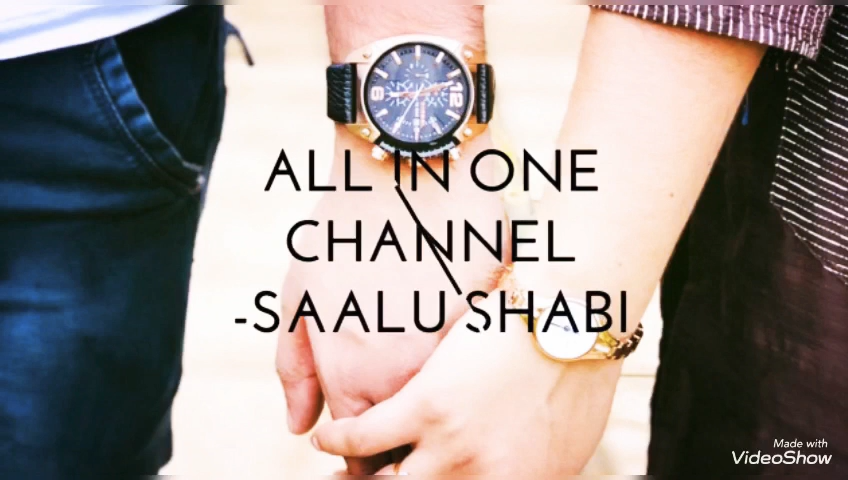 ALL IN ONE
CHANNEL
-SAALU SHABI
Made with
VideoShow